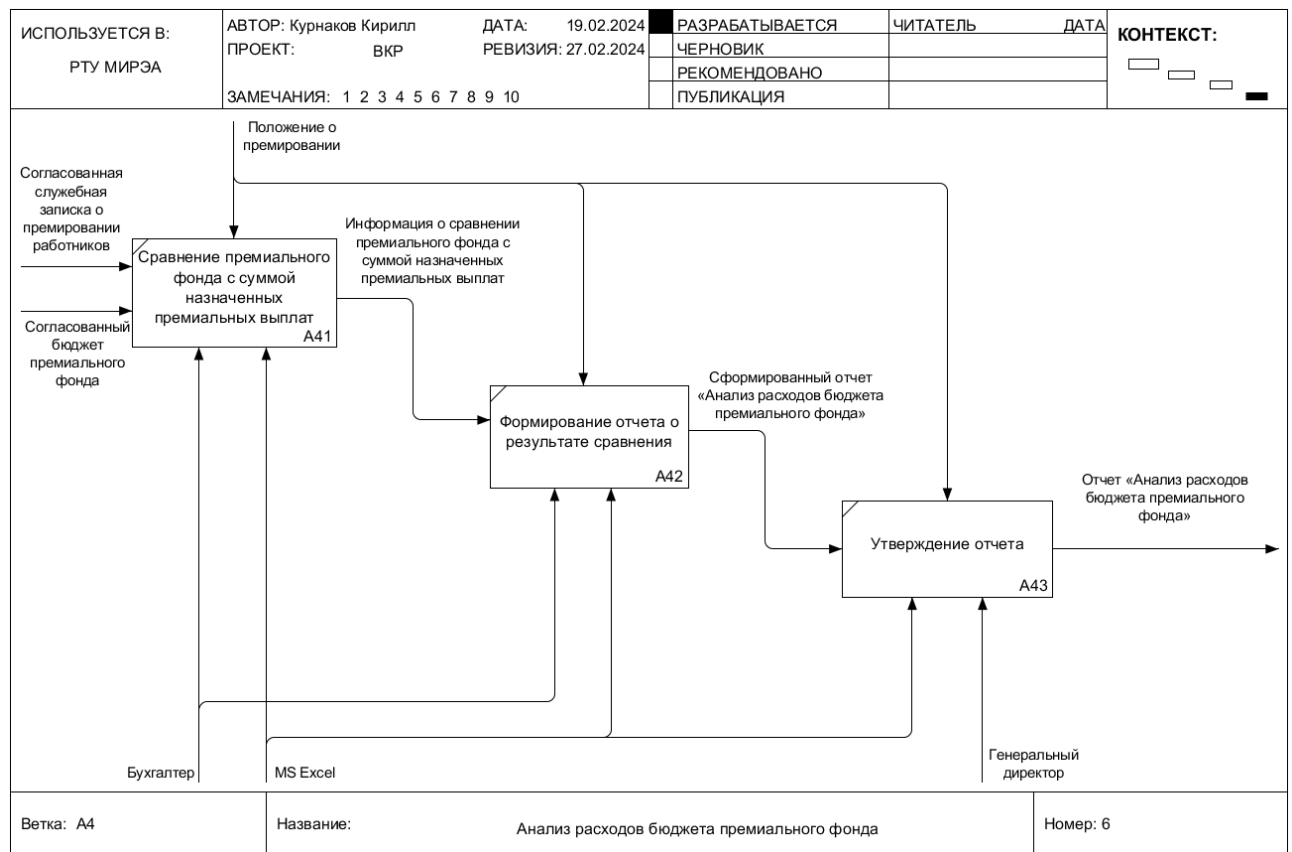 ИСПОЛЬЗУЕТСЯ В:
РТУ МИРЭА
АВТОР: Курнаков Кирилл
ДАТА: 19.02.2024
ПРОЕКТ: ВКР
РЕВИЗИЯ: 27.02.2024
ЗАМЕЧАНИЯ: 1 2 3 4 5 6 7 8 9 10
РАЗРАБАТЫВАЕТСЯ
ЧЕРНОВИК
РЕКОМЕНДОВАНО
ПУБЛИКАЦИЯ
ЧИТАТЕЛЬ
ДАТА
КОНТЕКСТ:
Положение о
премировании
Согласованная
служебная
записка о
премировании
работников
Согласованный
бюджет
премиального
фонда
Сравнение премиального
фонда с суммой
назначенных
премиальных выплат
A41
Информация о сравнении
премиального фонда с
суммой назначенных
премиальных выплат
Формирование отчета о
результате сравнения
A42
Сформированный отчет
«Анализ расходов бюджета
премиального фонда»
Утверждение отчета
A43
Отчет «Анализ расходов
бюджета премиального
фонда»
Бухгалтер
MS Excel
Генеральный
директор
Ветка: A4
Название:
Анализ расходов бюджета премиального фонда
Номер: 6